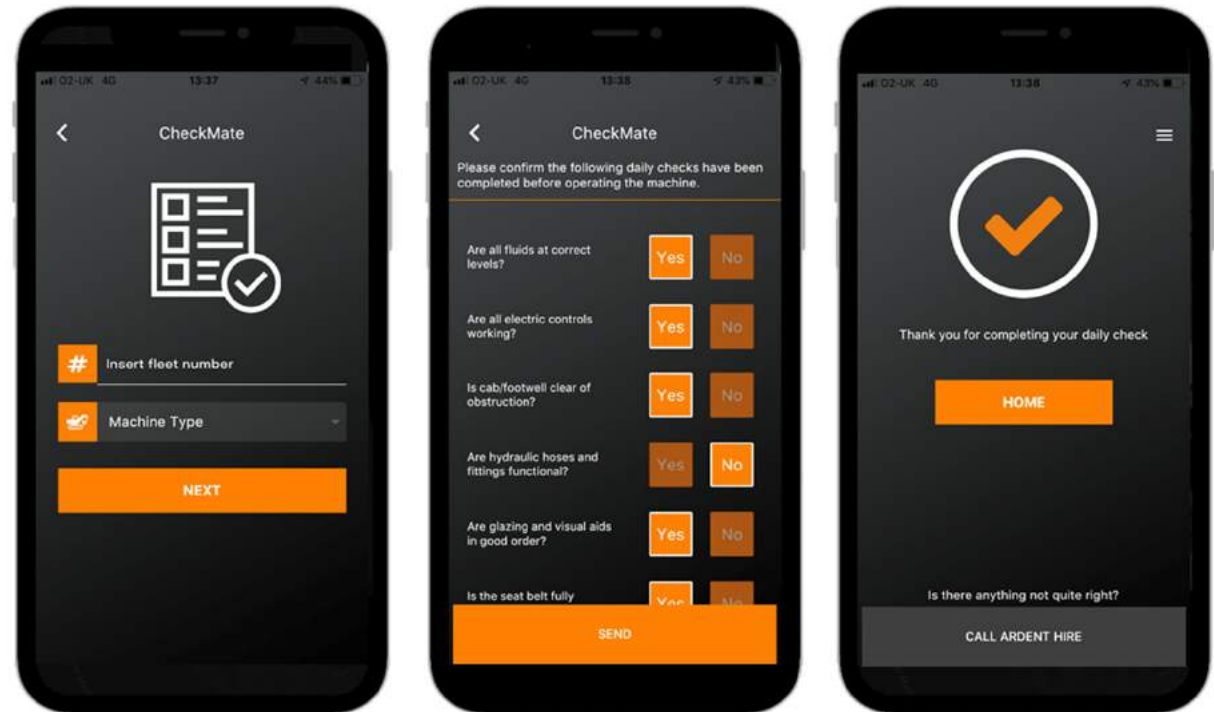 O2-UK 4G 13:37 44%
CheckMate
# Insert fleet number
Machine Type
NEXT
O2-UK 4G 13:38 43%
CheckMate
Please confirm the following daily checks have been
completed before operating the machine.
Are all fluids at correct
levels?
Yes No
Are all electric controls
working?
Yes No
Is cab/footwell clear of
obstruction?
Yes No
Are hydraulic hoses and
fittings functional?
Yes No
Are glazing and visual aids
in good order?
Yes No
Is the seat belt fully
Yes No
SEND
O2-UK 4G 13:38 43%
Thank you for completing your daily check
HOME
Is there anything not quite right?
CALL ARDENT HIRE